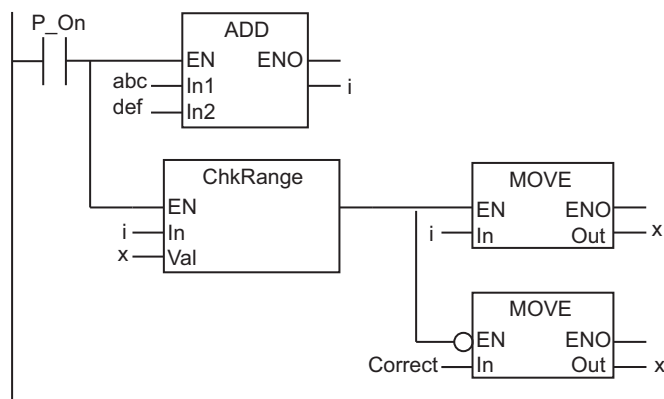 P_On
ADD
EN ENO
abc In1 i
def In2
ChkRange
EN
i In
x Val
MOVE
EN ENO
i In Out x
MOVE
EN ENO
Correct In Out x